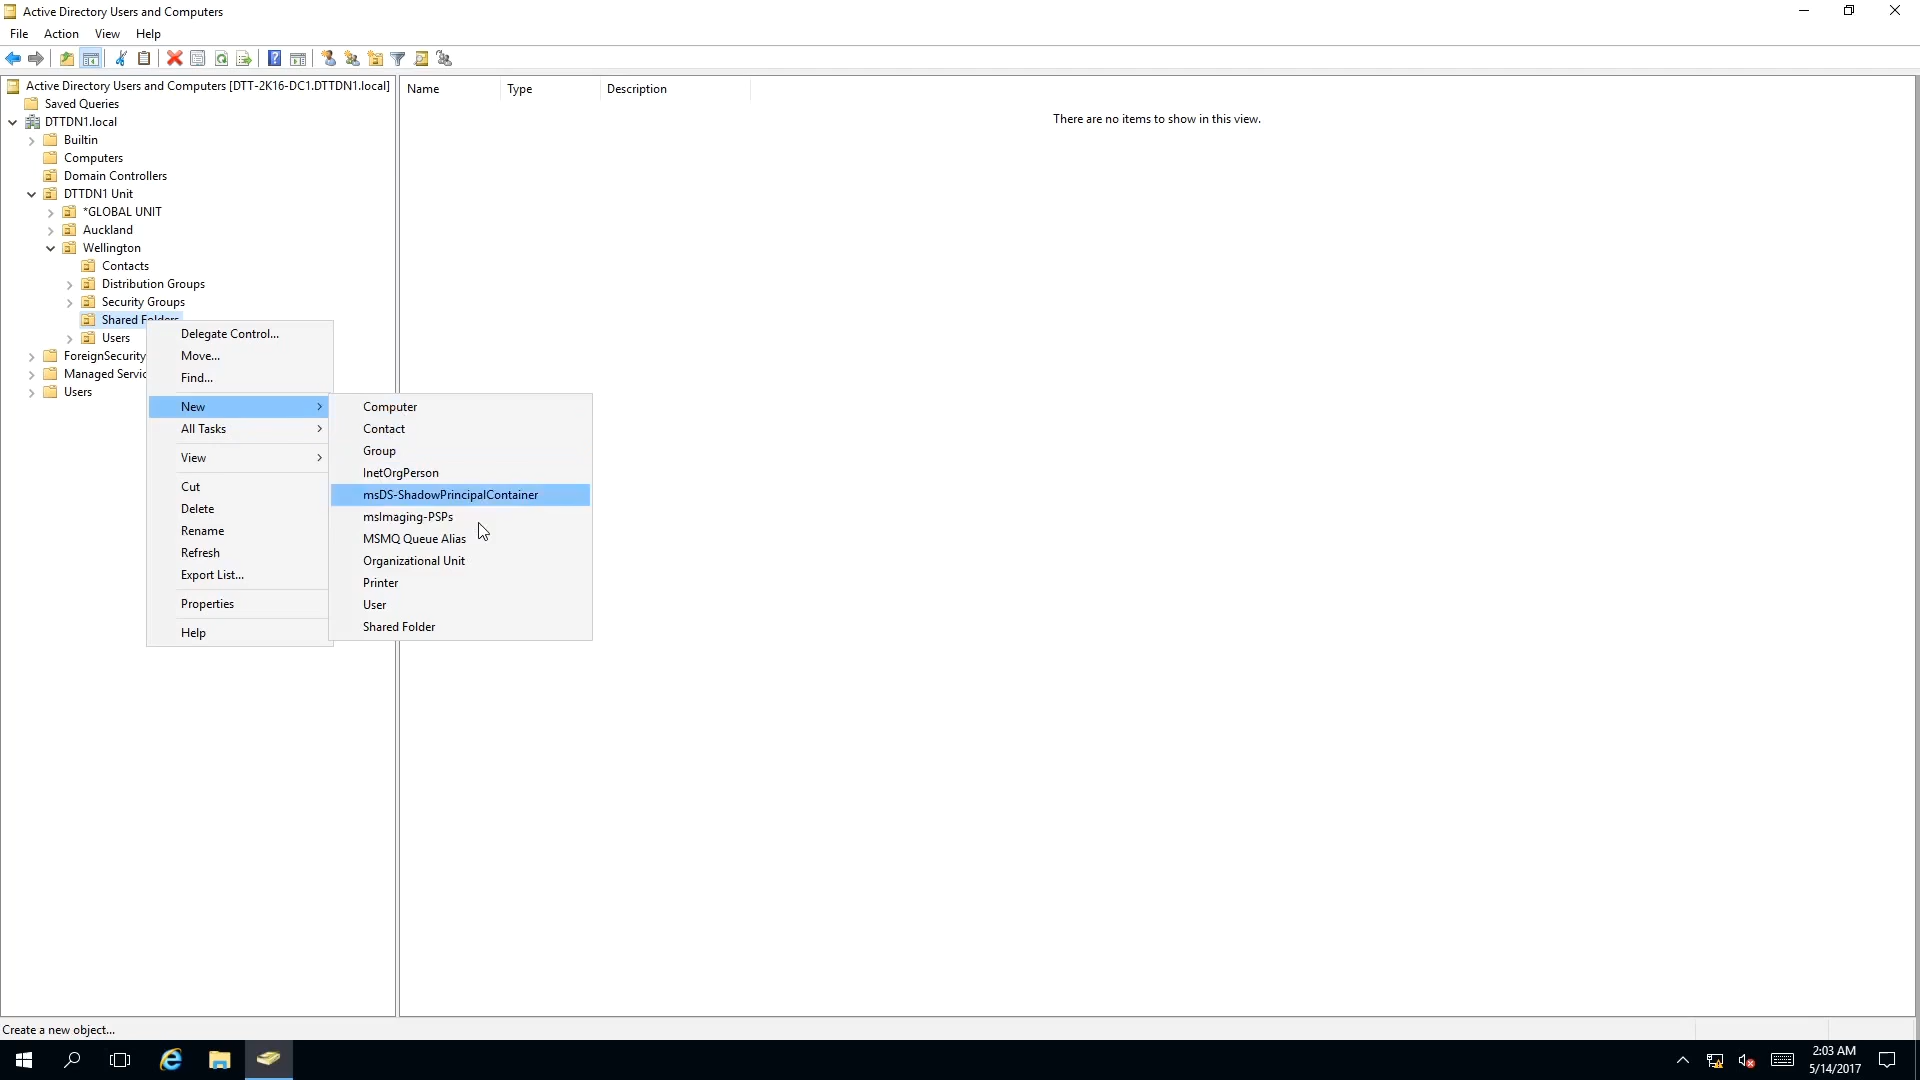 Active Directory Users and Computers
File Action View Help
Active Directory Users and Computers [DTT-2K16-DC1.DTTDN1.local]
Saved Queries
DTTDN1.local
Builtin
Computers
Domain Controllers
DTTDN1 Unit
*GLOBAL UNIT
Auckland
Wellington
Contacts
Distribution Groups
Security Groups
Shared Folders
Users
ForeignSecurity
Managed Servic
Users
Name Type Description
There are no items to show in this view.
Delegate Control...
Move...
Find...
New
All Tasks
View
Cut
Delete
Rename
Refresh
Export List...
Properties
Help
Computer
Contact
Group
InetOrgPerson
msDS-ShadowPrincipalContainer
msImaging-PSPs
MSMQ Queue Alias
Organizational Unit
Printer
User
Shared Folder
Create a new object...
2:03 AM
5/14/2017